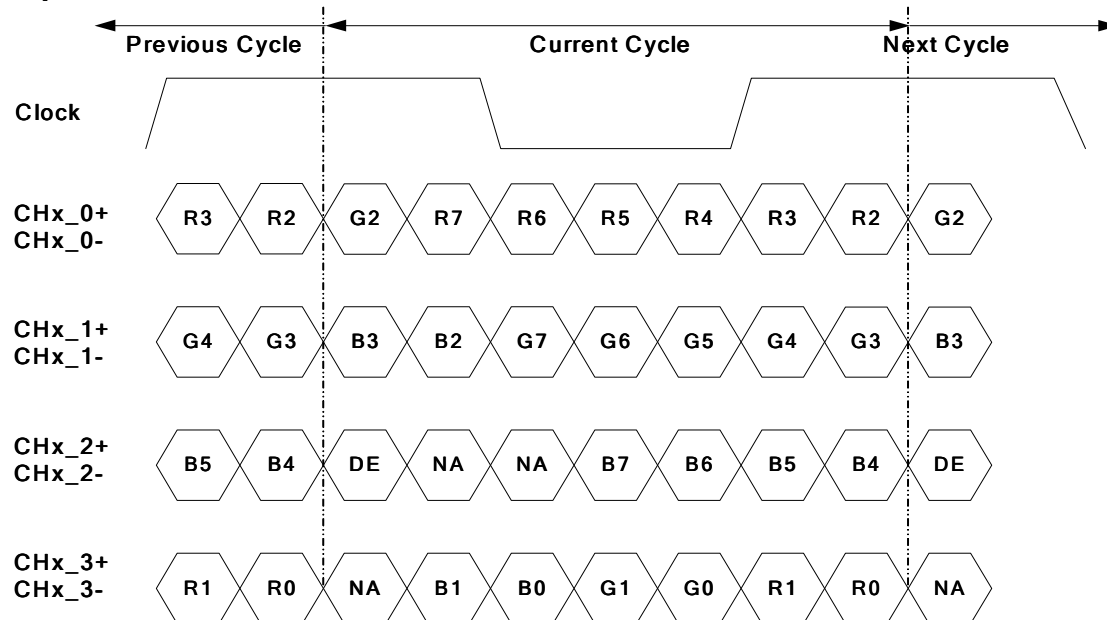 Previous Cycle Current Cycle Next Cycle
Clock
CHx_0+
CHx_0-
R3 R2 G2 R7 R6 R5 R4 R3 R2 G2
CHx_1+
CHx_1-
G4 G3 B3 B2 G7 G6 G5 G4 G3 B3
CHx_2+
CHx_2-
B5 B4 DE NA NA B7 B6 B5 B4 DE
CHx_3+
CHx_3-
R1 R0 NA B1 B0 G1 G0 R1 R0 NA